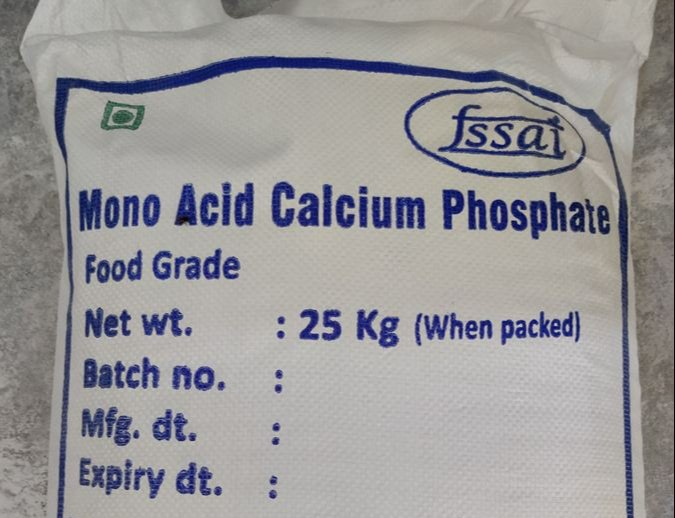 fssai
Mono Acid Calcium Phosphate
Food Grade
Net wt. : 25 Kg (When packed)
Batch no. :
Mfg. dt. :
Expiry dt. :